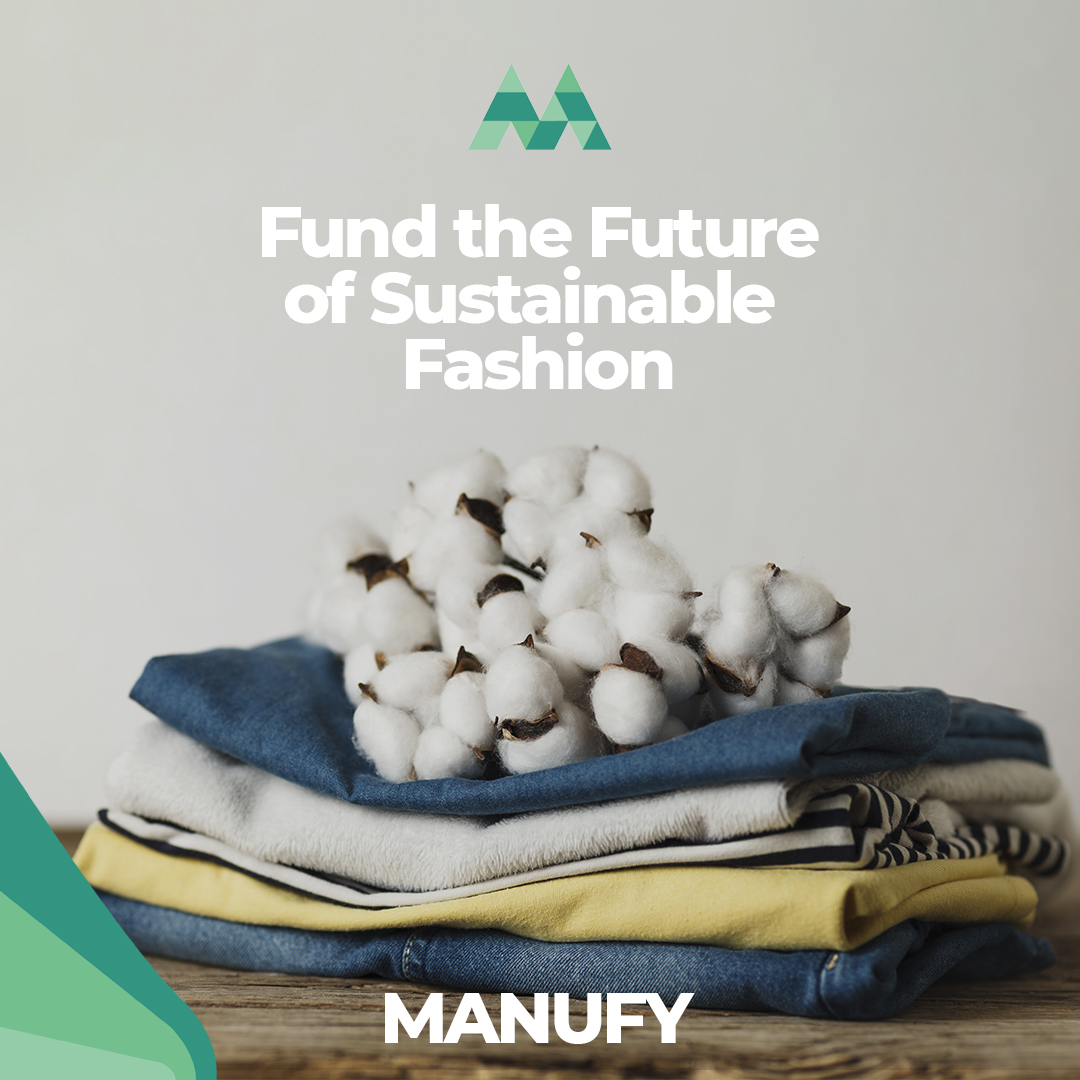 Fund the Future
of Sustainable
Fashion
MANUFY